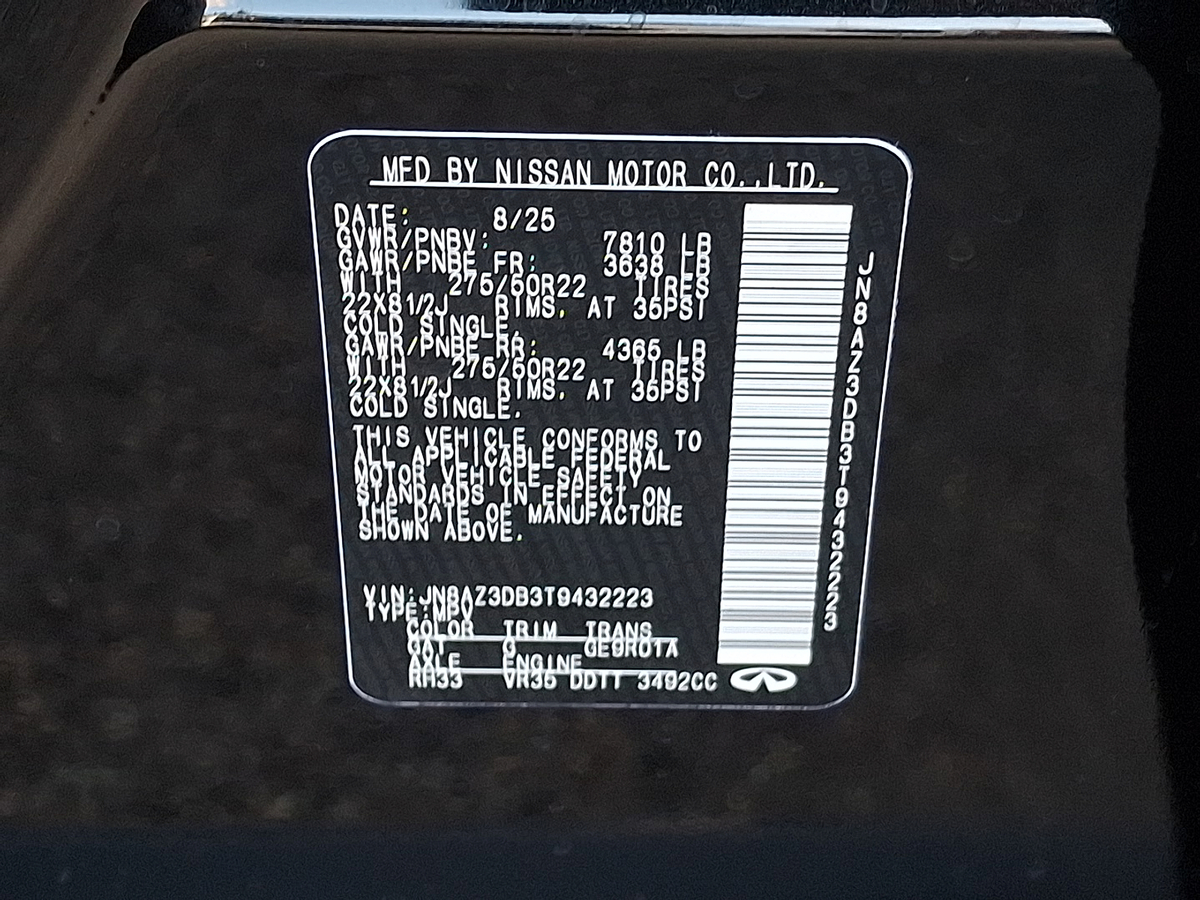 MFD BY NISSAN MOTOR CO.,LTD.
DATE: 8/25
GVWR/PNBV: 7810 LB
GAWR/PNBE FR: 3638 LB
WITH 275/50R22 TIRES
22X81/2J RIMS. AT 35PSI
COLD SINGLE.
GAWR/PNBE RR: 4365 LB
WITH 275/50R22 TIRES
22X81/2J RIMS. AT 35PSI
COLD SINGLE.
THIS VEHICLE CONFORMS TO
ALL APPLICABLE FEDERAL
MOTOR VEHICLE SAFETY
STANDARDS IN EFFECT ON
THE DATE OF MANUFACTURE
SHOWN ABOVE.
VIN:JN8AZ3DB3T9432223
TYPE:MPV
COLOR TRIM TRANS
GAT G GE9R01A
AXLE ENGINE
RH33 VR35 DDTT 3492CC
JN8AZ3DB3T9432223